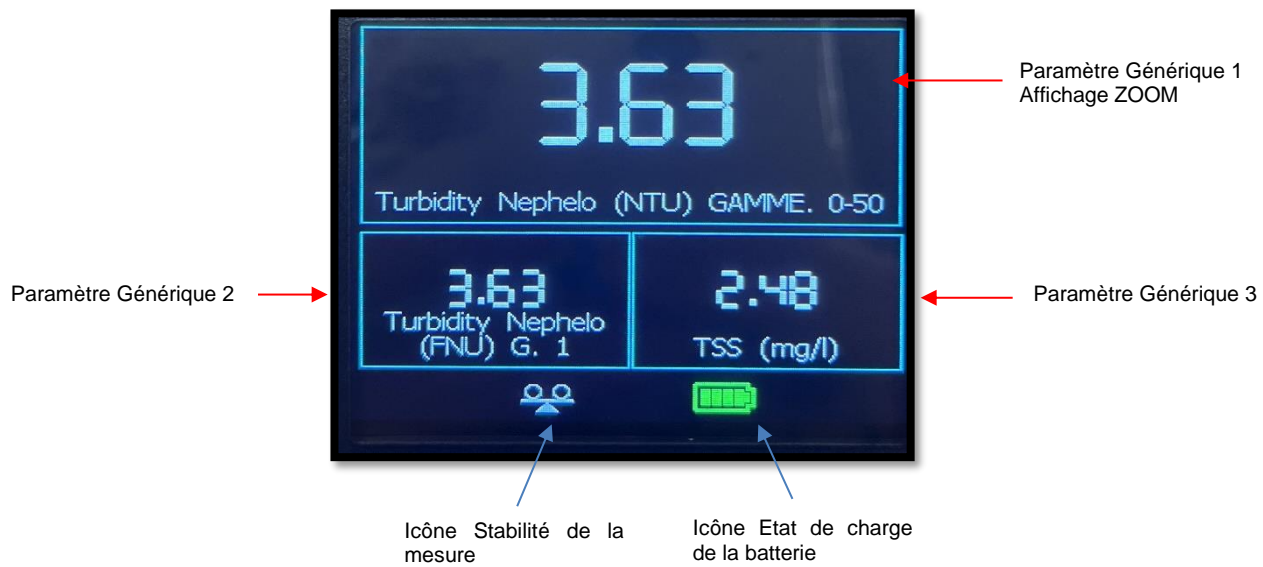 3.63
Turbidity Nephelo (NTU) GAMME. 0-50
Paramètre Générique 1
Affichage ZOOM
Paramètre Générique 2
3.63
Turbidity Nephelo
(FNU) G. 1
2.48
TSS (mg/l)
Paramètre Générique 3
Icône Stabilité de la
mesure
Icône Etat de charge
de la batterie